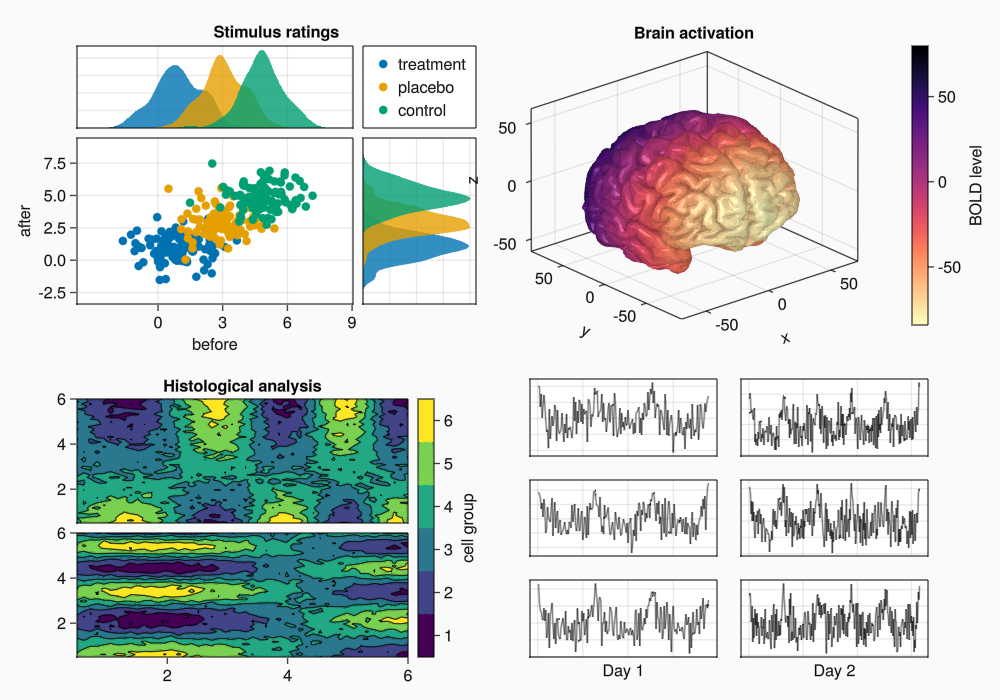 Stimulus ratings
treatment
placebo
control
7.5
5.0
2.5
0.0
-2.5
after
0
3
6
9
before
Brain activation
50
0
-50
z
50
0
-50
y
-50
0
50
x
50
0
-50
BOLD level
Histological analysis
6
4
2
6
4
2
2
4
6
6
5
4
3
2
1
cell group
Day 1
Day 2